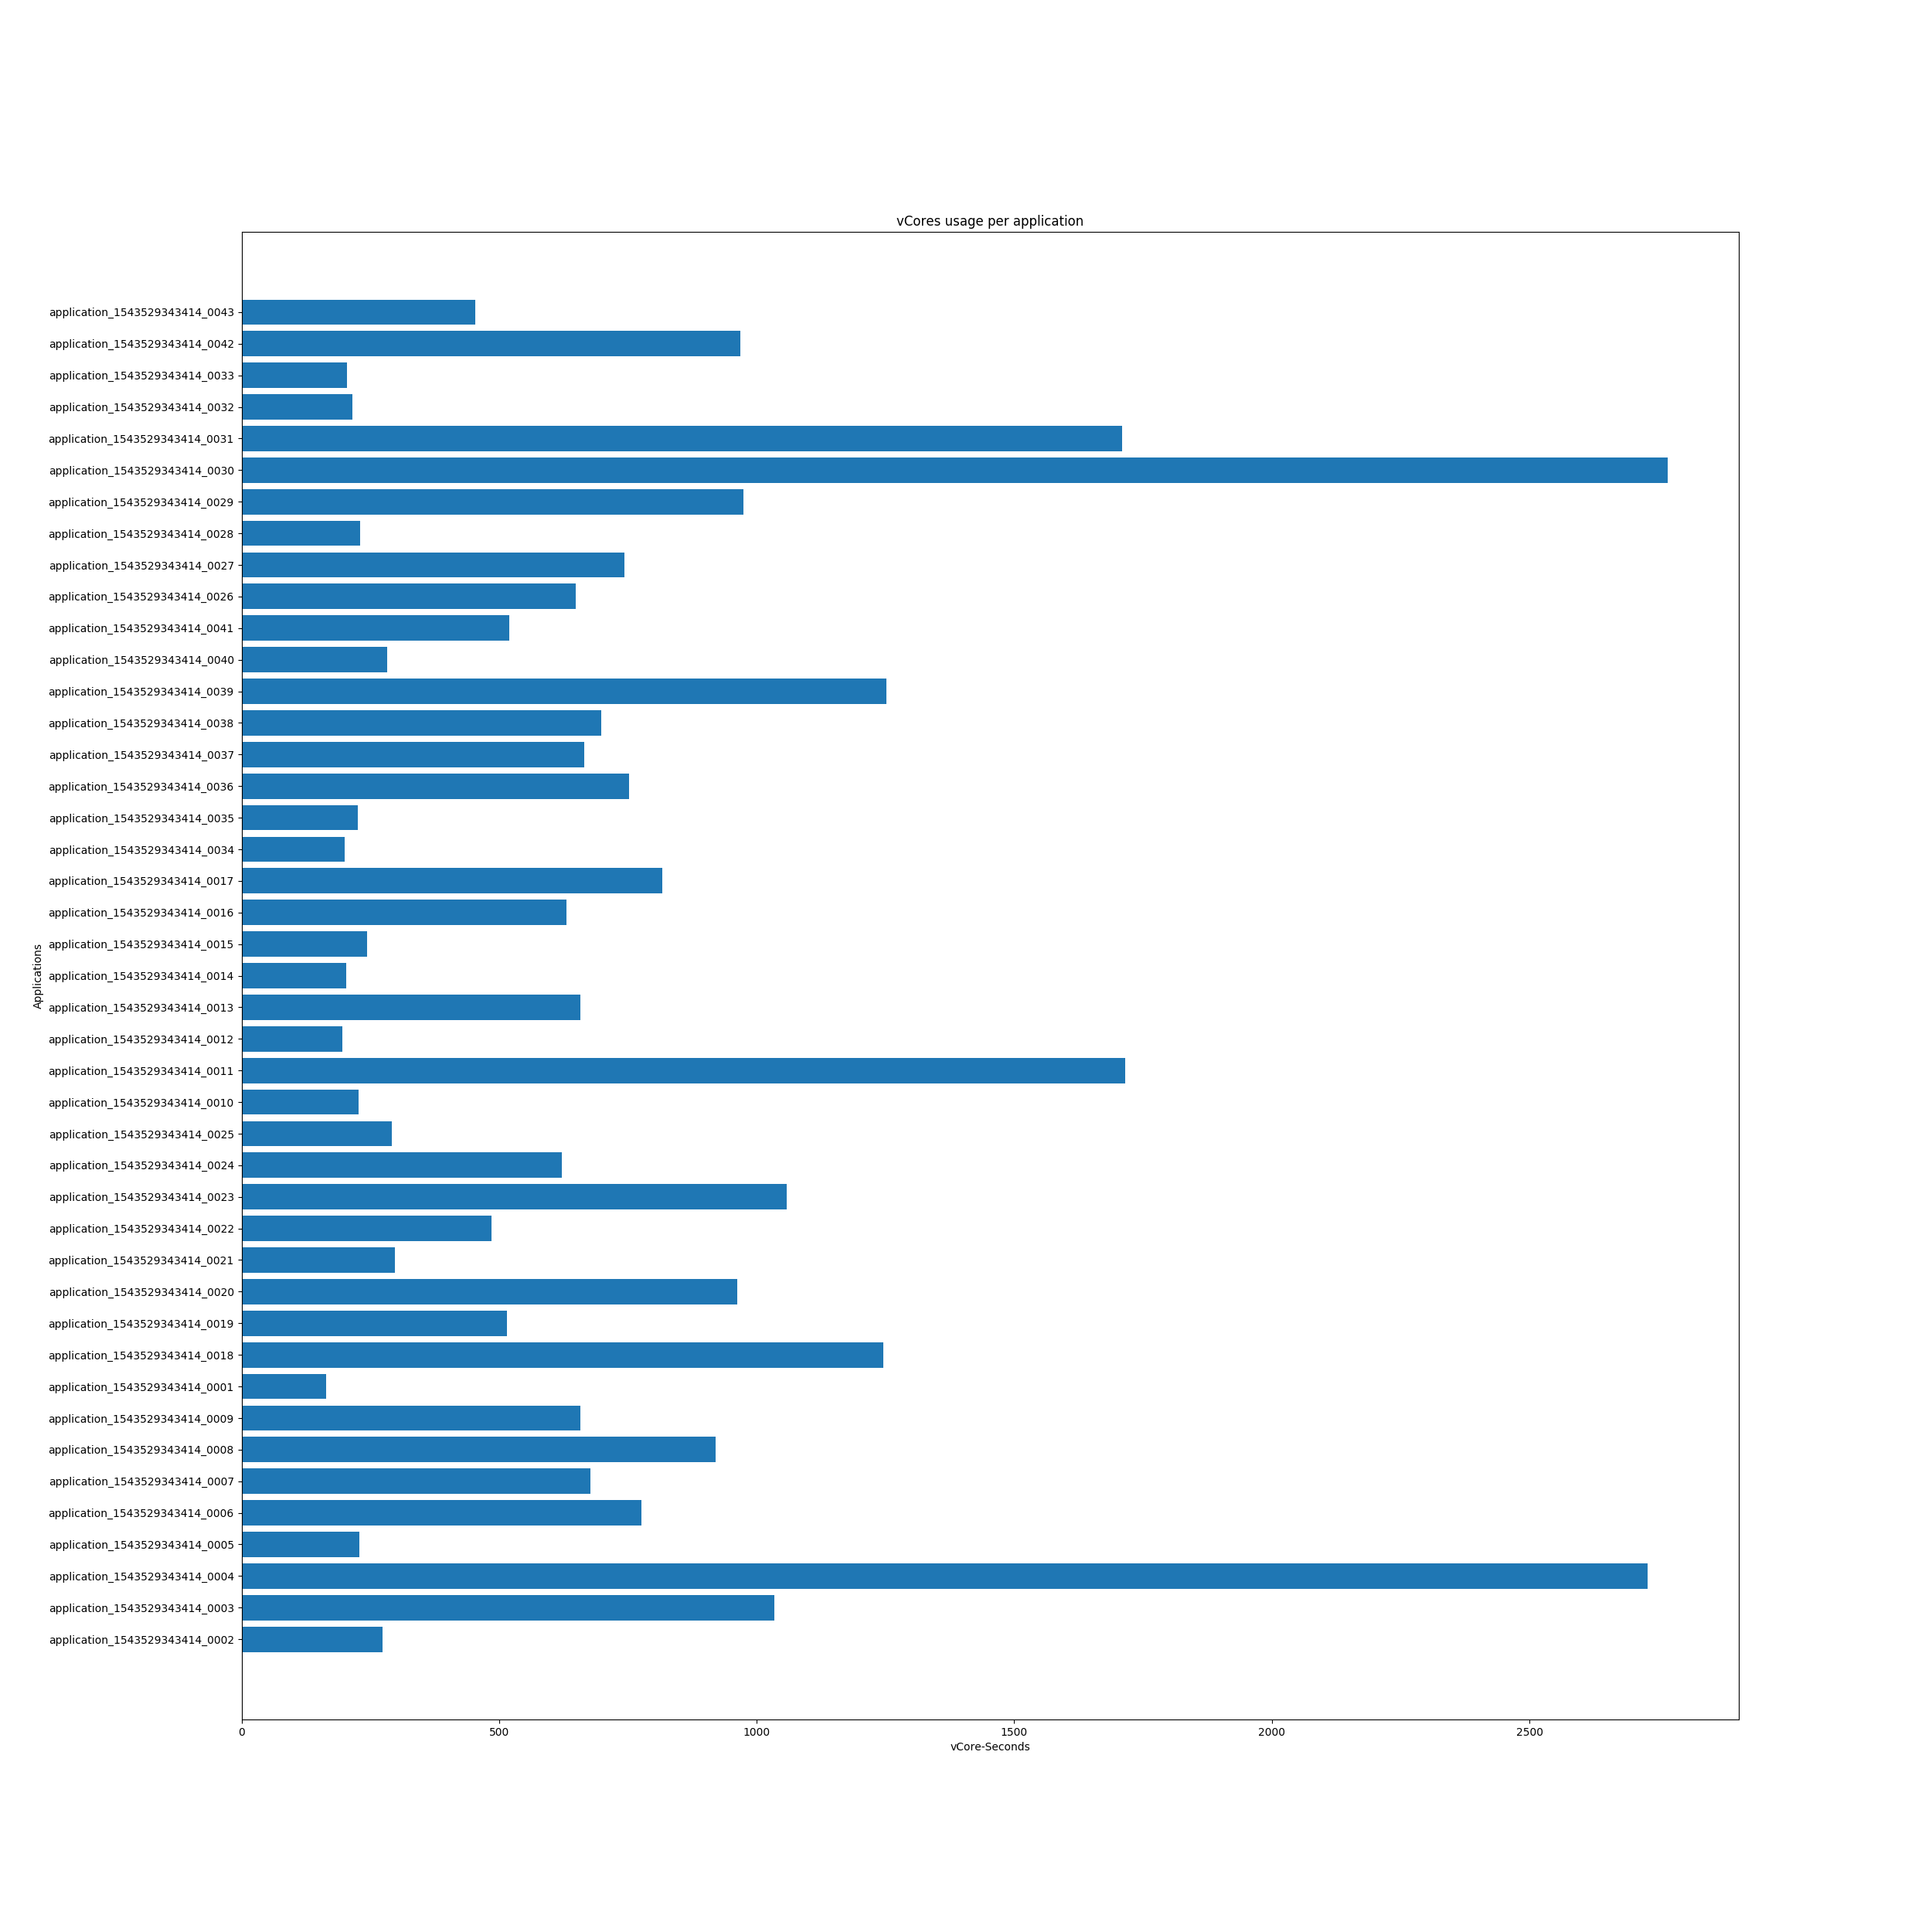 vCores usage per application
application_1543529343414_0043
application_1543529343414_0042
application_1543529343414_0033
application_1543529343414_0032
application_1543529343414_0031
application_1543529343414_0030
application_1543529343414_0029
application_1543529343414_0028
application_1543529343414_0027
application_1543529343414_0026
application_1543529343414_0041
application_1543529343414_0040
application_1543529343414_0039
application_1543529343414_0038
application_1543529343414_0037
application_1543529343414_0036
application_1543529343414_0035
application_1543529343414_0034
application_1543529343414_0017
application_1543529343414_0016
application_1543529343414_0015
application_1543529343414_0014
application_1543529343414_0013
application_1543529343414_0012
application_1543529343414_0011
application_1543529343414_0010
application_1543529343414_0025
application_1543529343414_0024
application_1543529343414_0023
application_1543529343414_0022
application_1543529343414_0021
application_1543529343414_0020
application_1543529343414_0019
application_1543529343414_0018
application_1543529343414_0001
application_1543529343414_0009
application_1543529343414_0008
application_1543529343414_0007
application_1543529343414_0006
application_1543529343414_0005
application_1543529343414_0004
application_1543529343414_0003
application_1543529343414_0002
Applications
0 500 1000 1500 2000 2500
vCore-Seconds